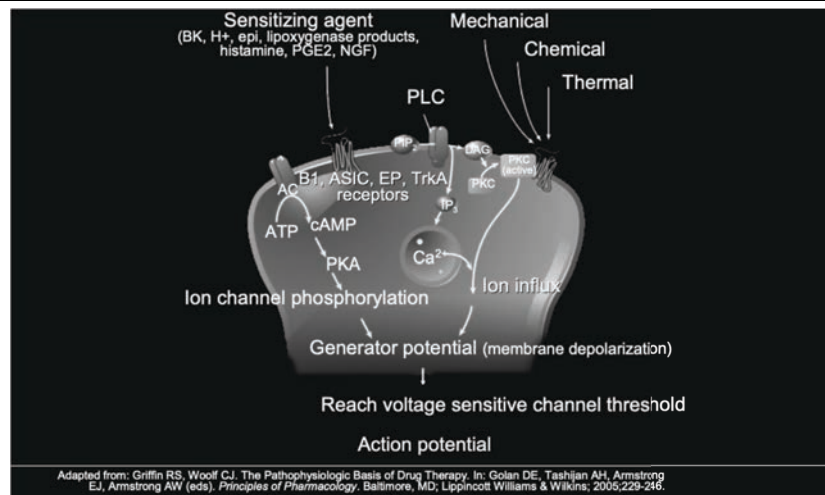 Sensitizing agent
(BK, H+, epi, lipoxygenase products,
histamine, PGE2, NGF)
Mechanical
Chemical
Thermal
PLC
PIP2
DAG
PKC
PKC
(active)
AC
B1, ASIC, EP, TrkA
receptors
IP3
ATP
cAMP
Ca2+
PKA
Ion influx
Ion channel phosphorylation
Generator potential (membrane depolarization)
Reach voltage sensitive channel threshold
Action potential
Adapted from: Griffin RS, Woolf CJ. The Pathophysiologic Basis of Drug Therapy. In: Golan DE, Tashijan AH, Armstrong
EJ, Armstrong AW (eds). Principles of Pharmacology. Baltimore, MD; Lippincott Williams & Wilkins; 2005;229-246.